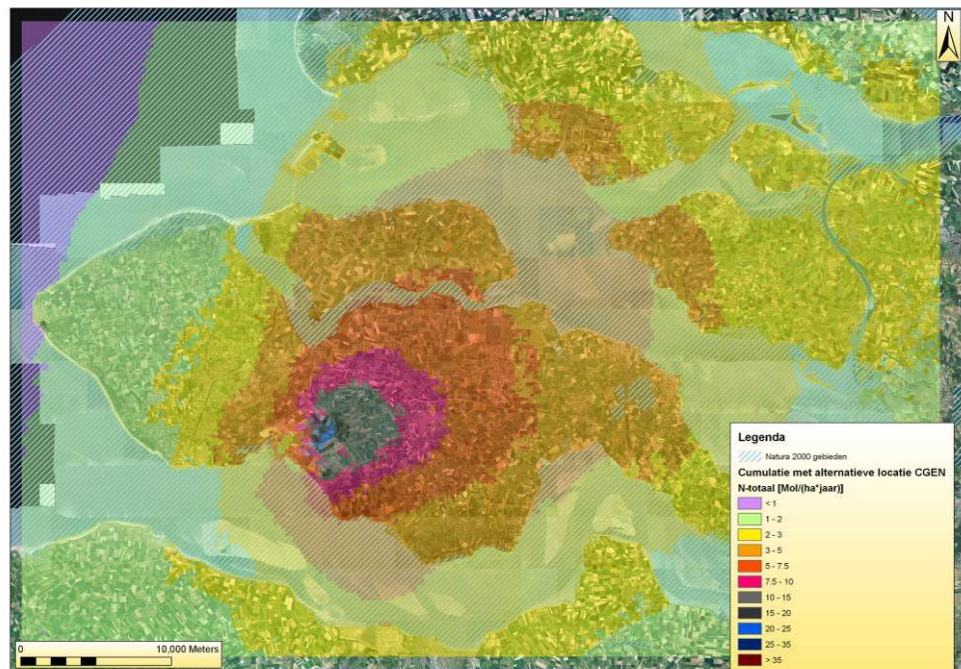 N
Legenda
Natura 2000 gebieden
Cumulatie met alternatieve locatie CGEN
N-totaal [Mol/(ha*jaar)]
< 1
1 - 2
2 - 3
3 - 5
5 - 7.5
7.5 - 10
10 - 15
15 - 20
20 - 25
25 - 35
> 35
0 10,000 Meters